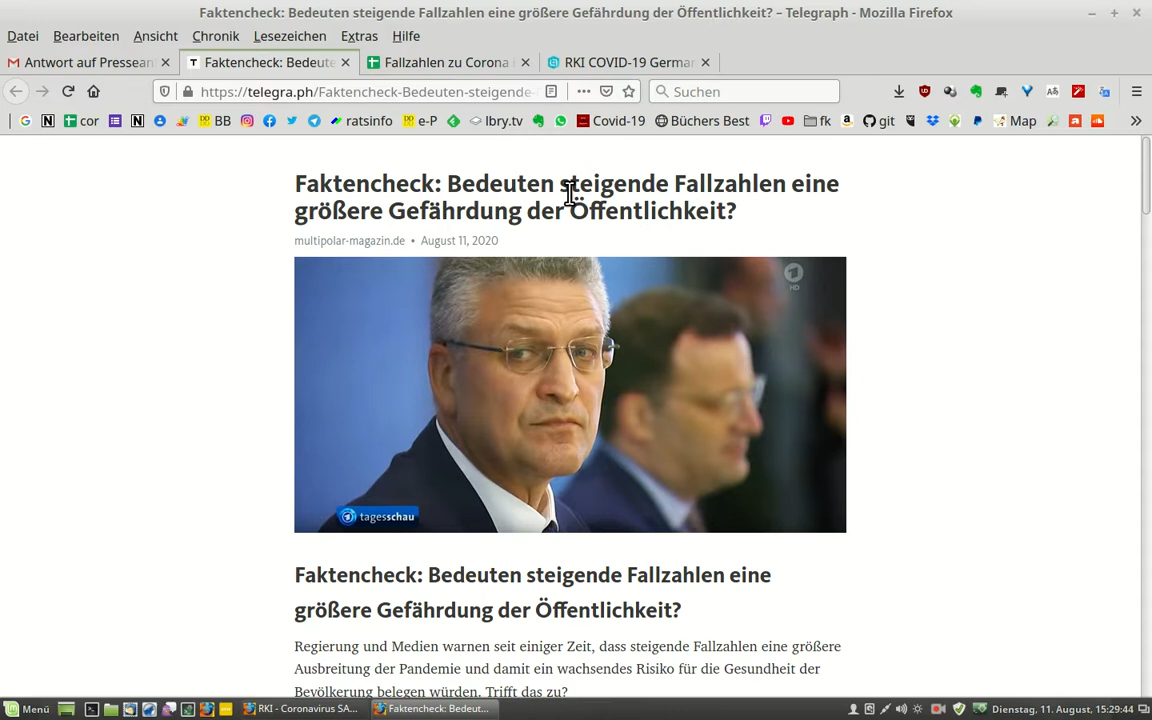 Faktencheck: Bedeuten steigende Fallzahlen eine größere Gefährdung der Öffentlichkeit? – Telegraph - Mozilla Firefox
Datei Bearbeiten Ansicht Chronik Lesezeichen Extras Hilfe
Antwort auf Pressean Faktencheck: Bedeute Fallzahlen zu Corona RKI COVID-19 German
https://telegra.ph/Faktencheck-Bedeuten-steigende- Suchen
cor BB ratsinfo e-P lbry.tv Covid-19 Büchers Best fk git Map
Faktencheck: Bedeuten steigende Fallzahlen eine
größere Gefährdung der Öffentlichkeit?
multipolar-magazin.de • August 11, 2020
HD
tagesschau
Faktencheck: Bedeuten steigende Fallzahlen eine
größere Gefährdung der Öffentlichkeit?
Regierung und Medien warnen seit einiger Zeit, dass steigende Fallzahlen eine größere
Ausbreitung der Pandemie und damit ein wachsendes Risiko für die Gesundheit der
Bevölkerung belegen würden. Trifft das zu?
Menü RKI - Coronavirus SA... Faktencheck: Bedeut... Dienstag, 11. August, 15:29:44